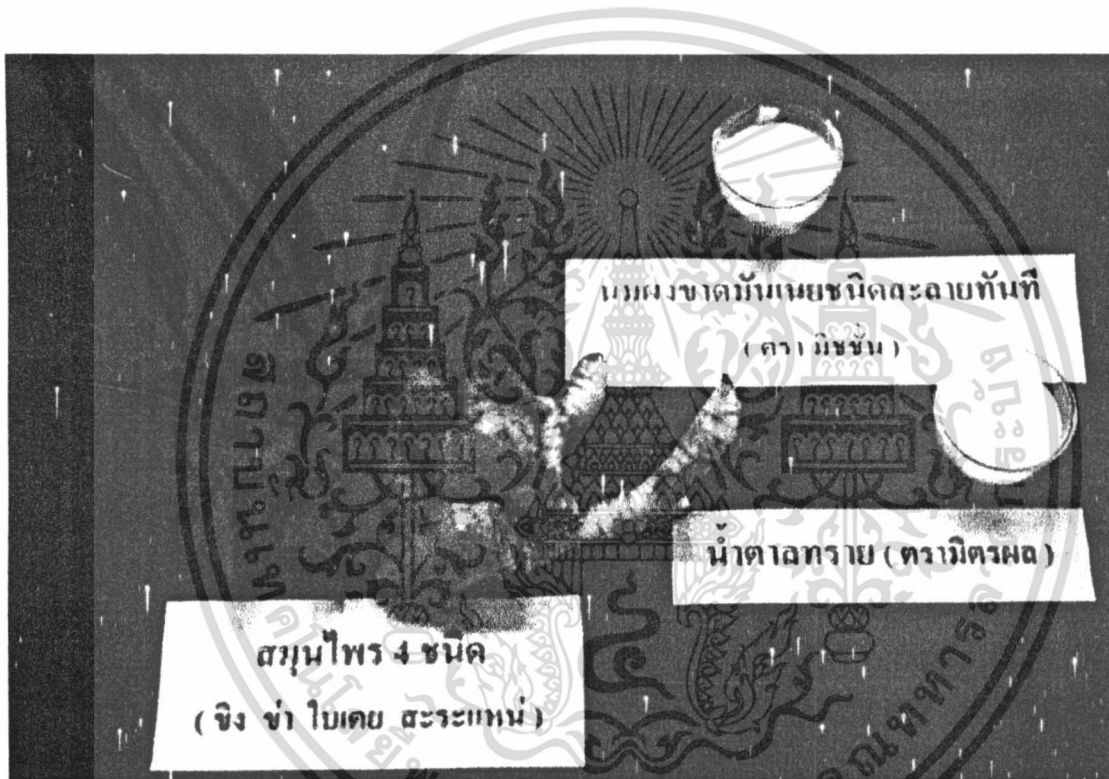 นมผงขาดมันเนยชนิดละลายทันที
(ตรา มิชชั่น)
น้ำตาลทราย (ตรามิตรผล)
สมุนไพร 4 ชนิด
(ขิง ข่า ใบเตย สะระแหน่)